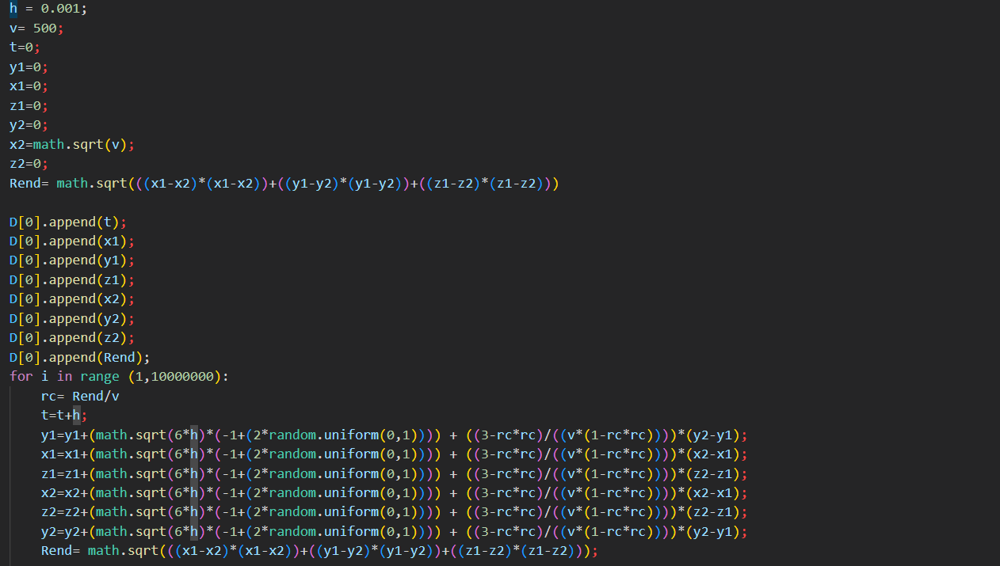 h = 0.001;
v= 500;
t=0;
y1=0;
x1=0;
z1=0;
y2=0;
x2=math.sqrt(v);
z2=0;
Rend= math.sqrt(((x1-x2)*(x1-x2))+((y1-y2)*(y1-y2))+((z1-z2)*(z1-z2)))
D[0].append(t);
D[0].append(x1);
D[0].append(y1);
D[0].append(z1);
D[0].append(x2);
D[0].append(y2);
D[0].append(z2);
D[0].append(Rend);
for i in range (1,10000000):
    rc= Rend/v
    t=t+h;
    y1=y1+(math.sqrt(6*h)*(-1+(2*random.uniform(0,1)))) + ((3-rc*rc)/((v*(1-rc*rc))))*(y2-y1);
    x1=x1+(math.sqrt(6*h)*(-1+(2*random.uniform(0,1)))) + ((3-rc*rc)/((v*(1-rc*rc))))*(x2-x1);
    z1=z1+(math.sqrt(6*h)*(-1+(2*random.uniform(0,1)))) + ((3-rc*rc)/((v*(1-rc*rc))))*(z2-z1);
    x2=x2+(math.sqrt(6*h)*(-1+(2*random.uniform(0,1)))) + ((3-rc*rc)/((v*(1-rc*rc))))*(x2-x1);
    z2=z2+(math.sqrt(6*h)*(-1+(2*random.uniform(0,1)))) + ((3-rc*rc)/((v*(1-rc*rc))))*(z2-z1);
    y2=y2+(math.sqrt(6*h)*(-1+(2*random.uniform(0,1)))) + ((3-rc*rc)/((v*(1-rc*rc))))*(y2-y1);
    Rend= math.sqrt(((x1-x2)*(x1-x2))+((y1-y2)*(y1-y2))+((z1-z2)*(z1-z2)));